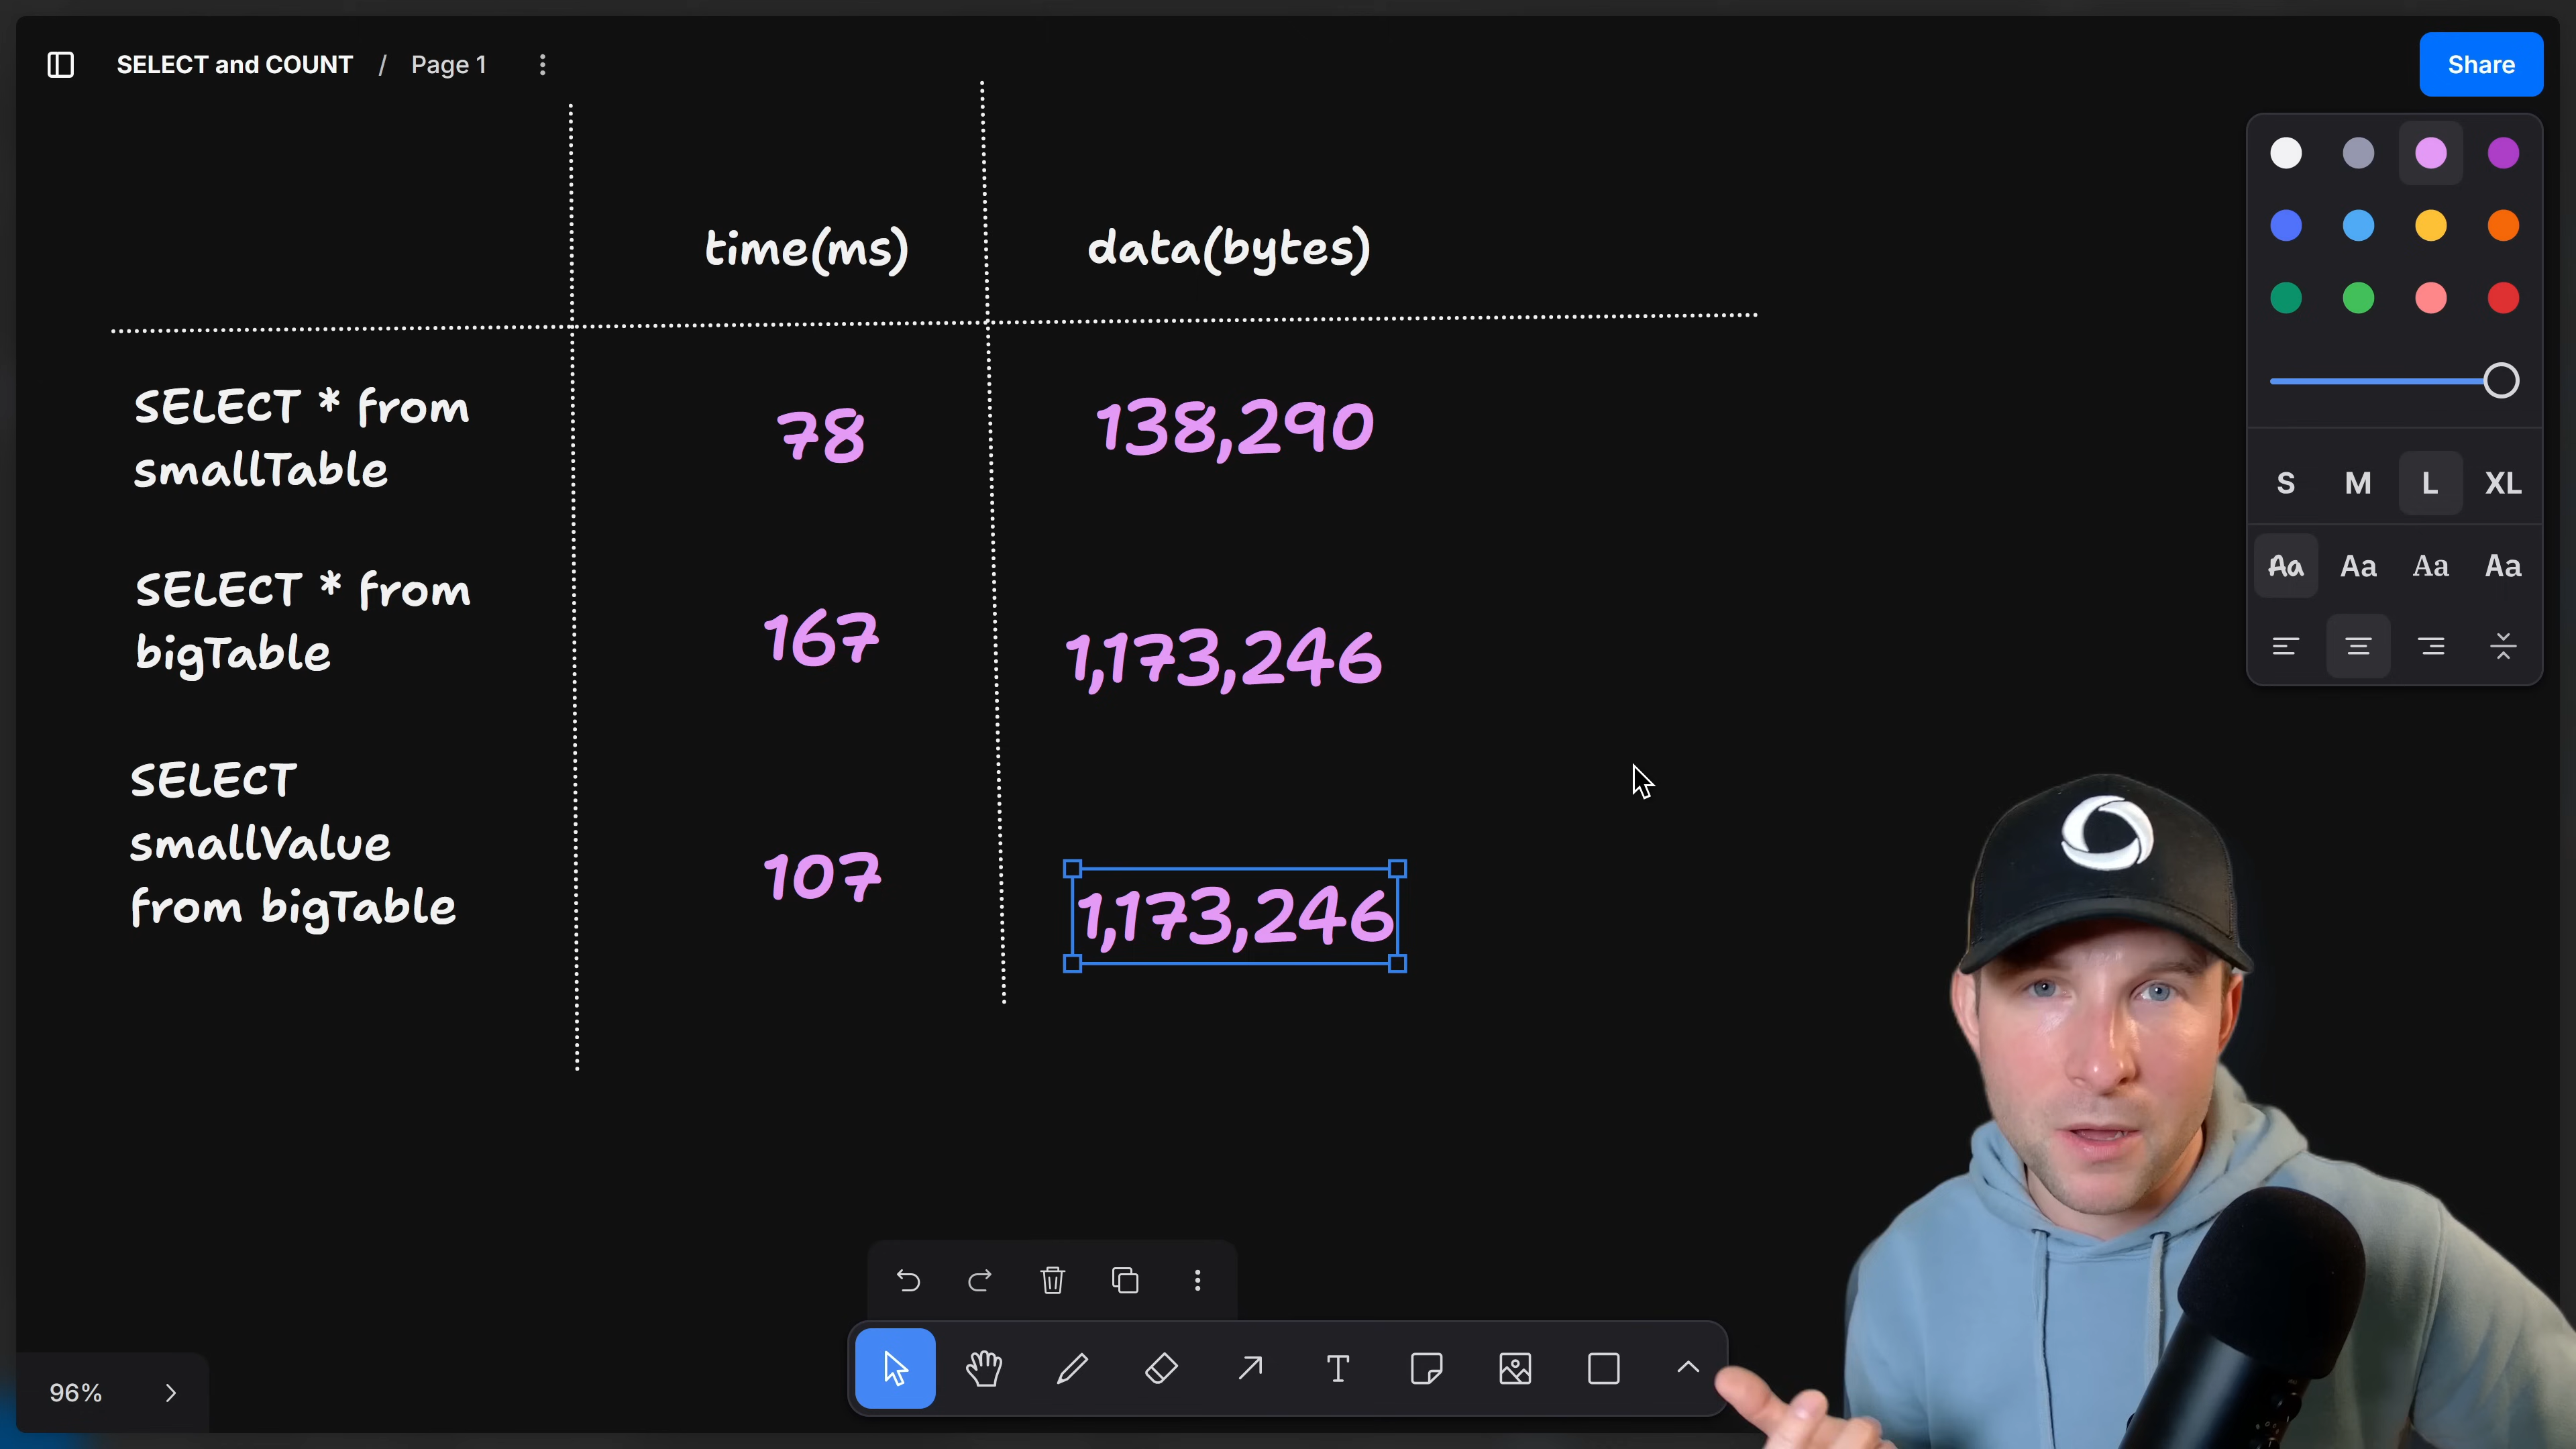 SELECT and COUNT / Page 1
Share
time(ms)
data(bytes)
SELECT * from
smallTable
78
138,290
SELECT * from
bigTable
167
1,173,246
SELECT
smallValue
from bigTable
107
1,173,246
S M L XL
Aa Aa Aa Aa
T
96%